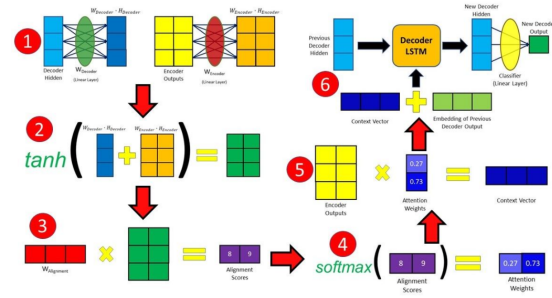 1
W_Decoder · H_Decoder
W_Decoder · H_Decoder
Decoder
Hidden
W_Decoder
(Linear Layer)
Encoder
Outputs
W_Encoder
(Linear Layer)
2
W_Decoder · H_Decoder
W_Encoder · H_Encoder
tanh
3
W_Alignment
8 9
Alignment
Scores
4
softmax
8 9
Alignment
Scores
0.27 0.73
Attention
Weights
5
Encoder
Outputs
0.27
0.73
Attention
Weights
Context
Vector
6
Context Vector
Embedding of Previous
Decoder Output
Previous
Decoder
Hidden
Decoder
LSTM
New Decoder
Hidden
Classifier
(Linear Layer)
New Decoder
Output